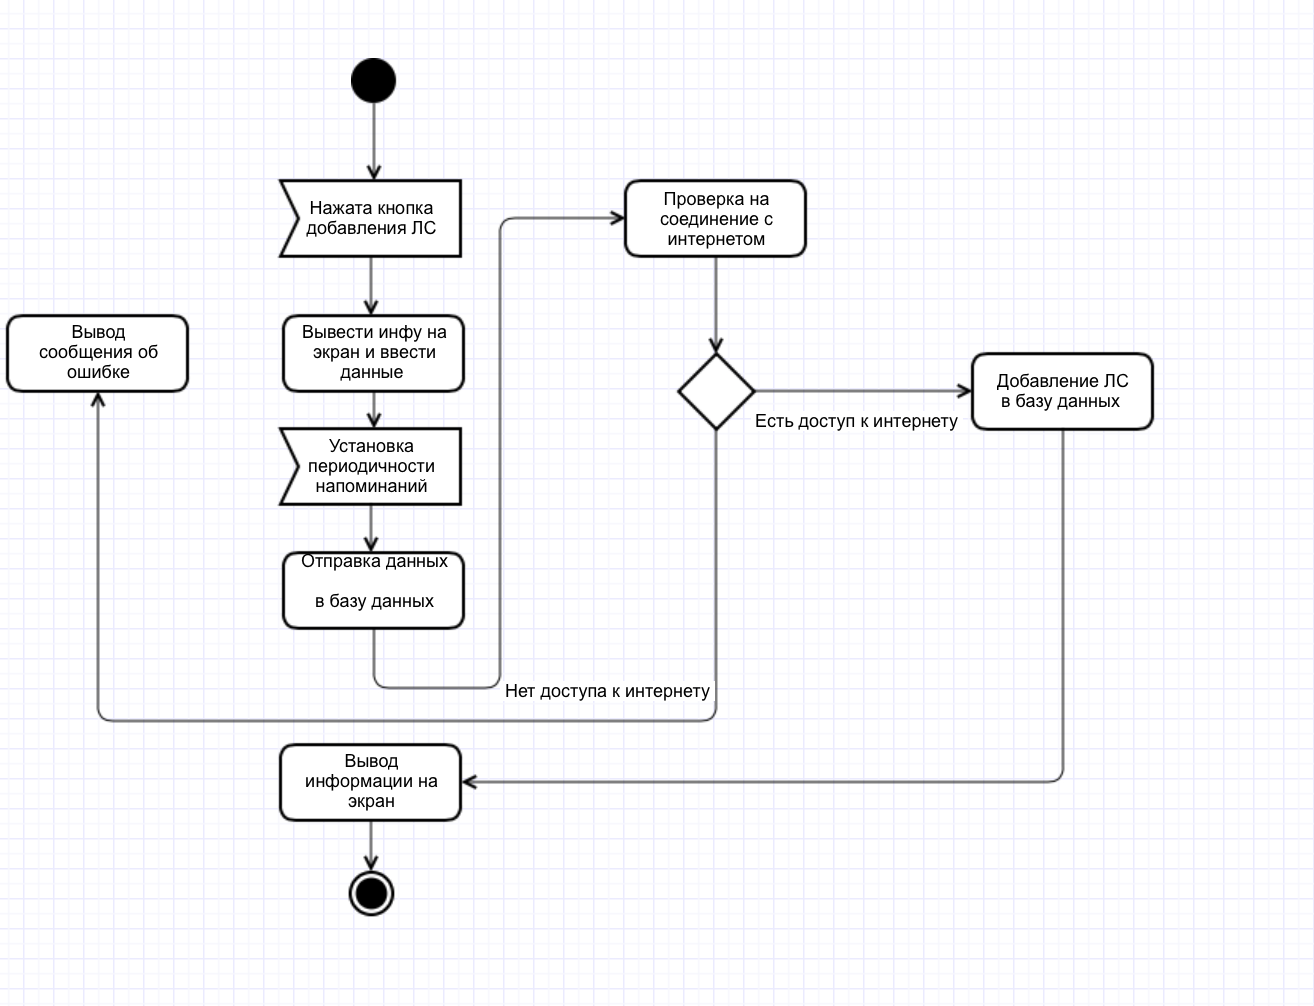 Нажата кнопка
добавления ЛС
Проверка на
соединение с
интернетом
Вывод
сообщения об
ошибке
Вывести инфу на
экран и ввести
данные
Добавление ЛС
в базу данных
Есть доступ к интернету
Установка
периодичности
напоминаний
Отправка данных
в базу данных
Нет доступа к интернету
Вывод
информации на
экран